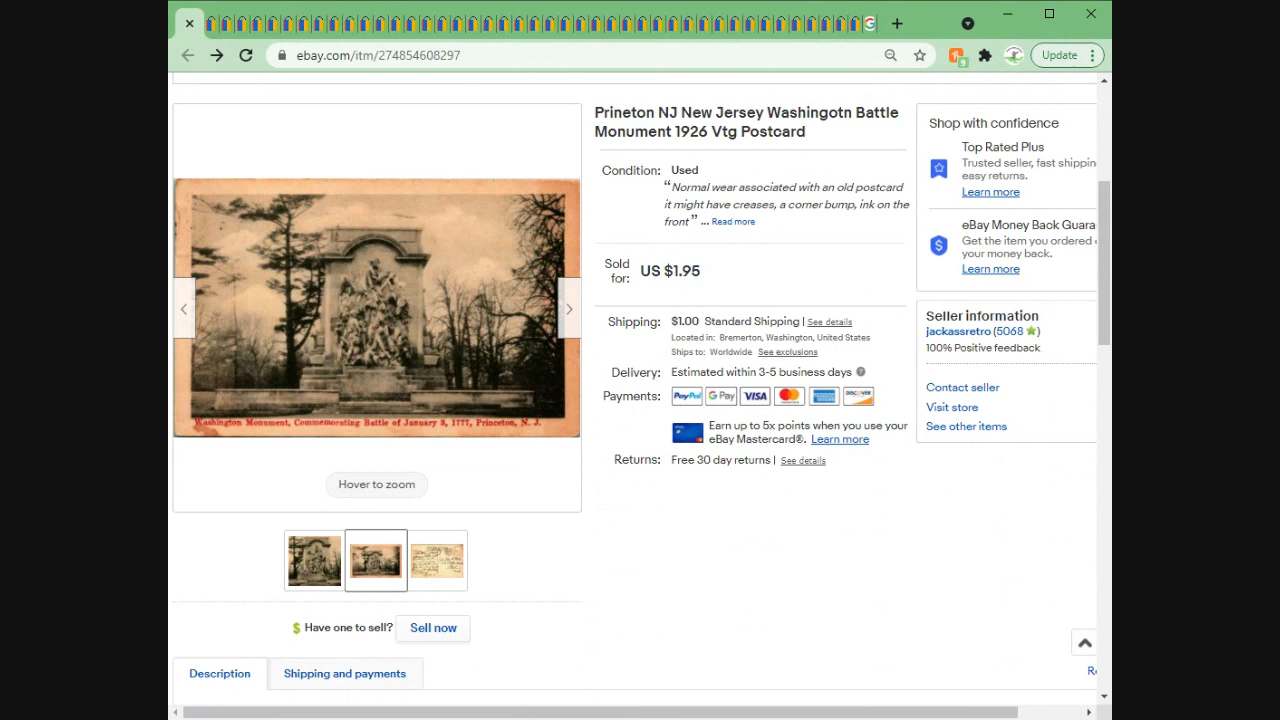 ebay.com/itm/274854608297
Update
Prineton NJ New Jersey Washingotn Battle
Monument 1926 Vtg Postcard
Condition: Used
“Normal wear associated with an old postcard
it might have creases, a corner bump, ink on the
front” ... Read more
Sold
for: US $1.95
Shipping: $1.00 Standard Shipping | See details
Located in: Bremerton, Washington, United States
Ships to: Worldwide See exclusions
Delivery: Estimated within 3-5 business days
Payments: PayPal G Pay VISA MasterCard AMERICAN EXPRESS DISCOVER
Earn up to 5x points when you use your
eBay Mastercard®. Learn more
Returns: Free 30 day returns | See details
Shop with confidence
Top Rated Plus
Trusted seller, fast shippin
easy returns.
Learn more
eBay Money Back Guara
Get the item you ordered
your money back.
Learn more
Seller information
jackassretro (5068)
100% Positive feedback
Contact seller
Visit store
See other items
Washington Monument, Commemorating Battle of January 3, 1777, Princeton, N. J.
Hover to zoom
$ Have one to sell? Sell now
Description
Shipping and payments